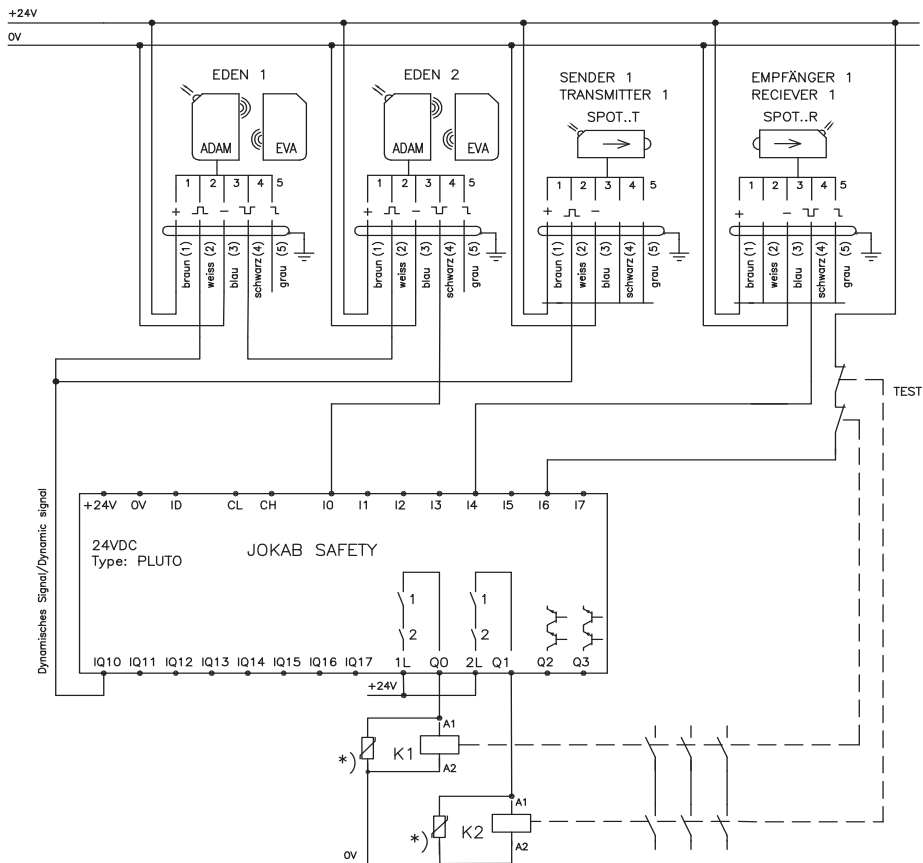 +24V
0V
EDEN 1
EDEN 2
SENDER 1
TRANSMITTER 1
EMPFÄNGER 1
RECIEVER 1
SPOT..T
SPOT..R
ADAM
EVA
ADAM
EVA
1 2 3 4 5
1 2 3 4 5
1 2 3 4 5
1 2 3 4 5
+ −
+ −
+ −
+ −
braun (1)
weiss (2)
blau (3)
schwarz (4)
grau (5)
braun (1)
weiss (2)
blau (3)
schwarz (4)
grau (5)
braun (1)
weiss (2)
blau (3)
schwarz (4)
grau (5)
braun (1)
weiss (2)
blau (3)
schwarz (4)
grau (5)
TEST
Dynamisches Signal/Dynamic signal
+24V 0V ID CL CH I0 I1 I2 I3 I4 I5 I6 I7
24VDC
Type: PLUTO
JOKAB SAFETY
1
2
1
2
IQ10 IQ11 IQ12 IQ13 IQ14 IQ15 IQ16 IQ17 1L Q0 2L Q1 Q2 Q3
+24V
A1
*) K1
A2
A1
*) K2
A2
0V